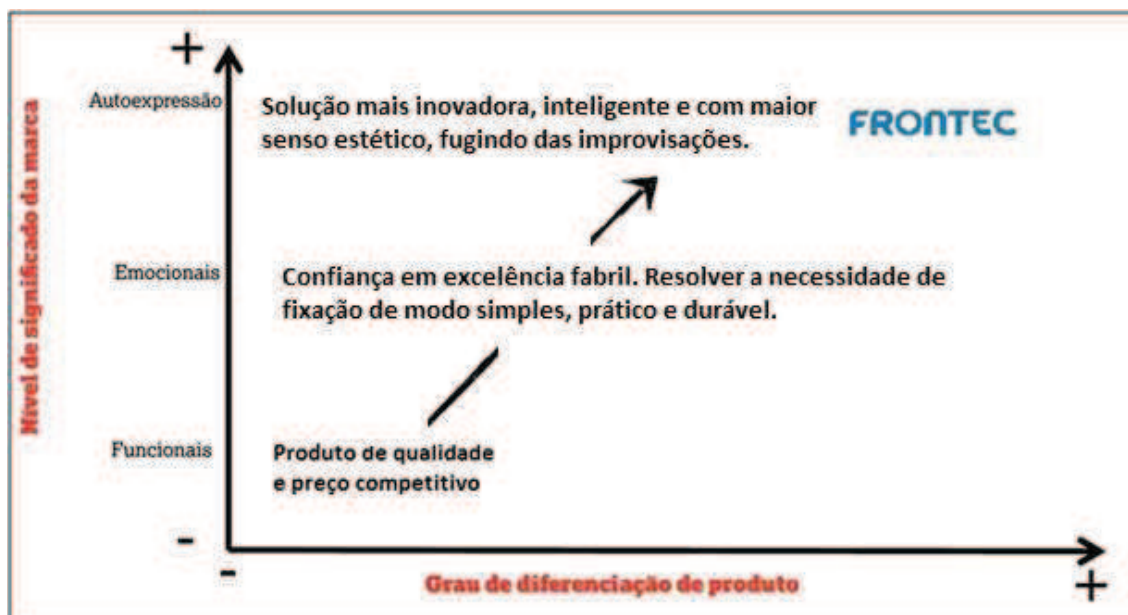 +
Autoexpressão
Solução mais inovadora, inteligente e com maior
senso estético, fugindo das improvisações.
FRONTEC
Nível de significado da marca
Emocionais
Confiança em excelência fabril. Resolver a necessidade de
fixação de modo simples, prático e durável.
Funcionais
Produto de qualidade
e preço competitivo
-
-
Grau de diferenciação de produto
+